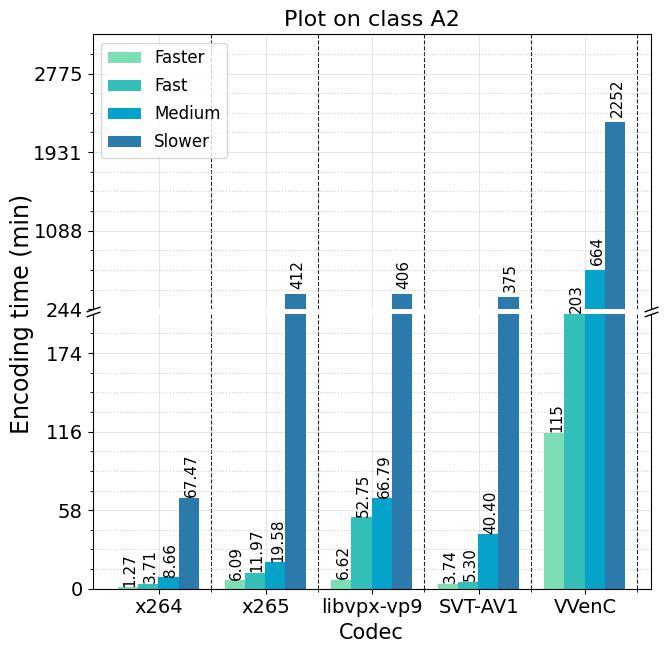 Plot on class A2
Faster
Fast
Medium
Slower
Encoding time (min)
2775
1931
1088
244
174
116
58
0
1.27
3.71
8.66
67.47
6.09
11.97
19.58
412
6.62
52.75
66.79
406
3.74
5.30
40.40
375
115
203
664
2252
x264
x265
libvpx-vp9
SVT-AV1
VVenC
Codec